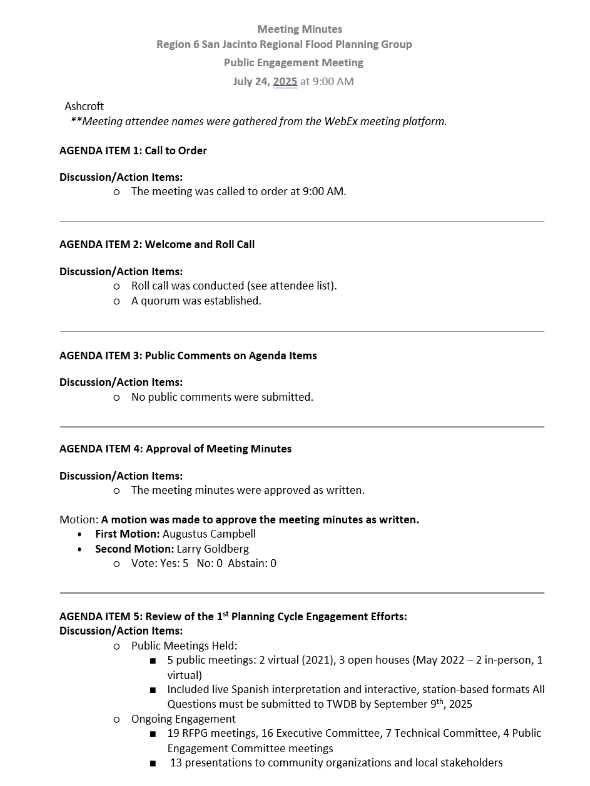 Meeting Minutes
Region 6 San Jacinto Regional Flood Planning Group
Public Engagement Meeting
July 24, 2025 at 9:00 AM
Ashcroft
**Meeting attendee names were gathered from the WebEx meeting platform.
AGENDA ITEM 1: Call to Order
Discussion/Action Items:
o The meeting was called to order at 9:00 AM.
AGENDA ITEM 2: Welcome and Roll Call
Discussion/Action Items:
o Roll call was conducted (see attendee list).
o A quorum was established.
AGENDA ITEM 3: Public Comments on Agenda Items
Discussion/Action Items:
o No public comments were submitted.
AGENDA ITEM 4: Approval of Meeting Minutes
Discussion/Action Items:
o The meeting minutes were approved as written.
Motion: A motion was made to approve the meeting minutes as written.
• First Motion: Augustus Campbell
• Second Motion: Larry Goldberg
o Vote: Yes: 5 No: 0 Abstain: 0
AGENDA ITEM 5: Review of the 1st Planning Cycle Engagement Efforts:
Discussion/Action Items:
o Public Meetings Held:
■ 5 public meetings: 2 virtual (2021), 3 open houses (May 2022 – 2 in-person, 1
virtual)
■ Included live Spanish interpretation and interactive, station-based formats All
Questions must be submitted to TWDB by September 9th, 2025
o Ongoing Engagement
■ 19 RFPG meetings, 16 Executive Committee, 7 Technical Committee, 4 Public
Engagement Committee meetings
■ 13 presentations to community organizations and local stakeholders